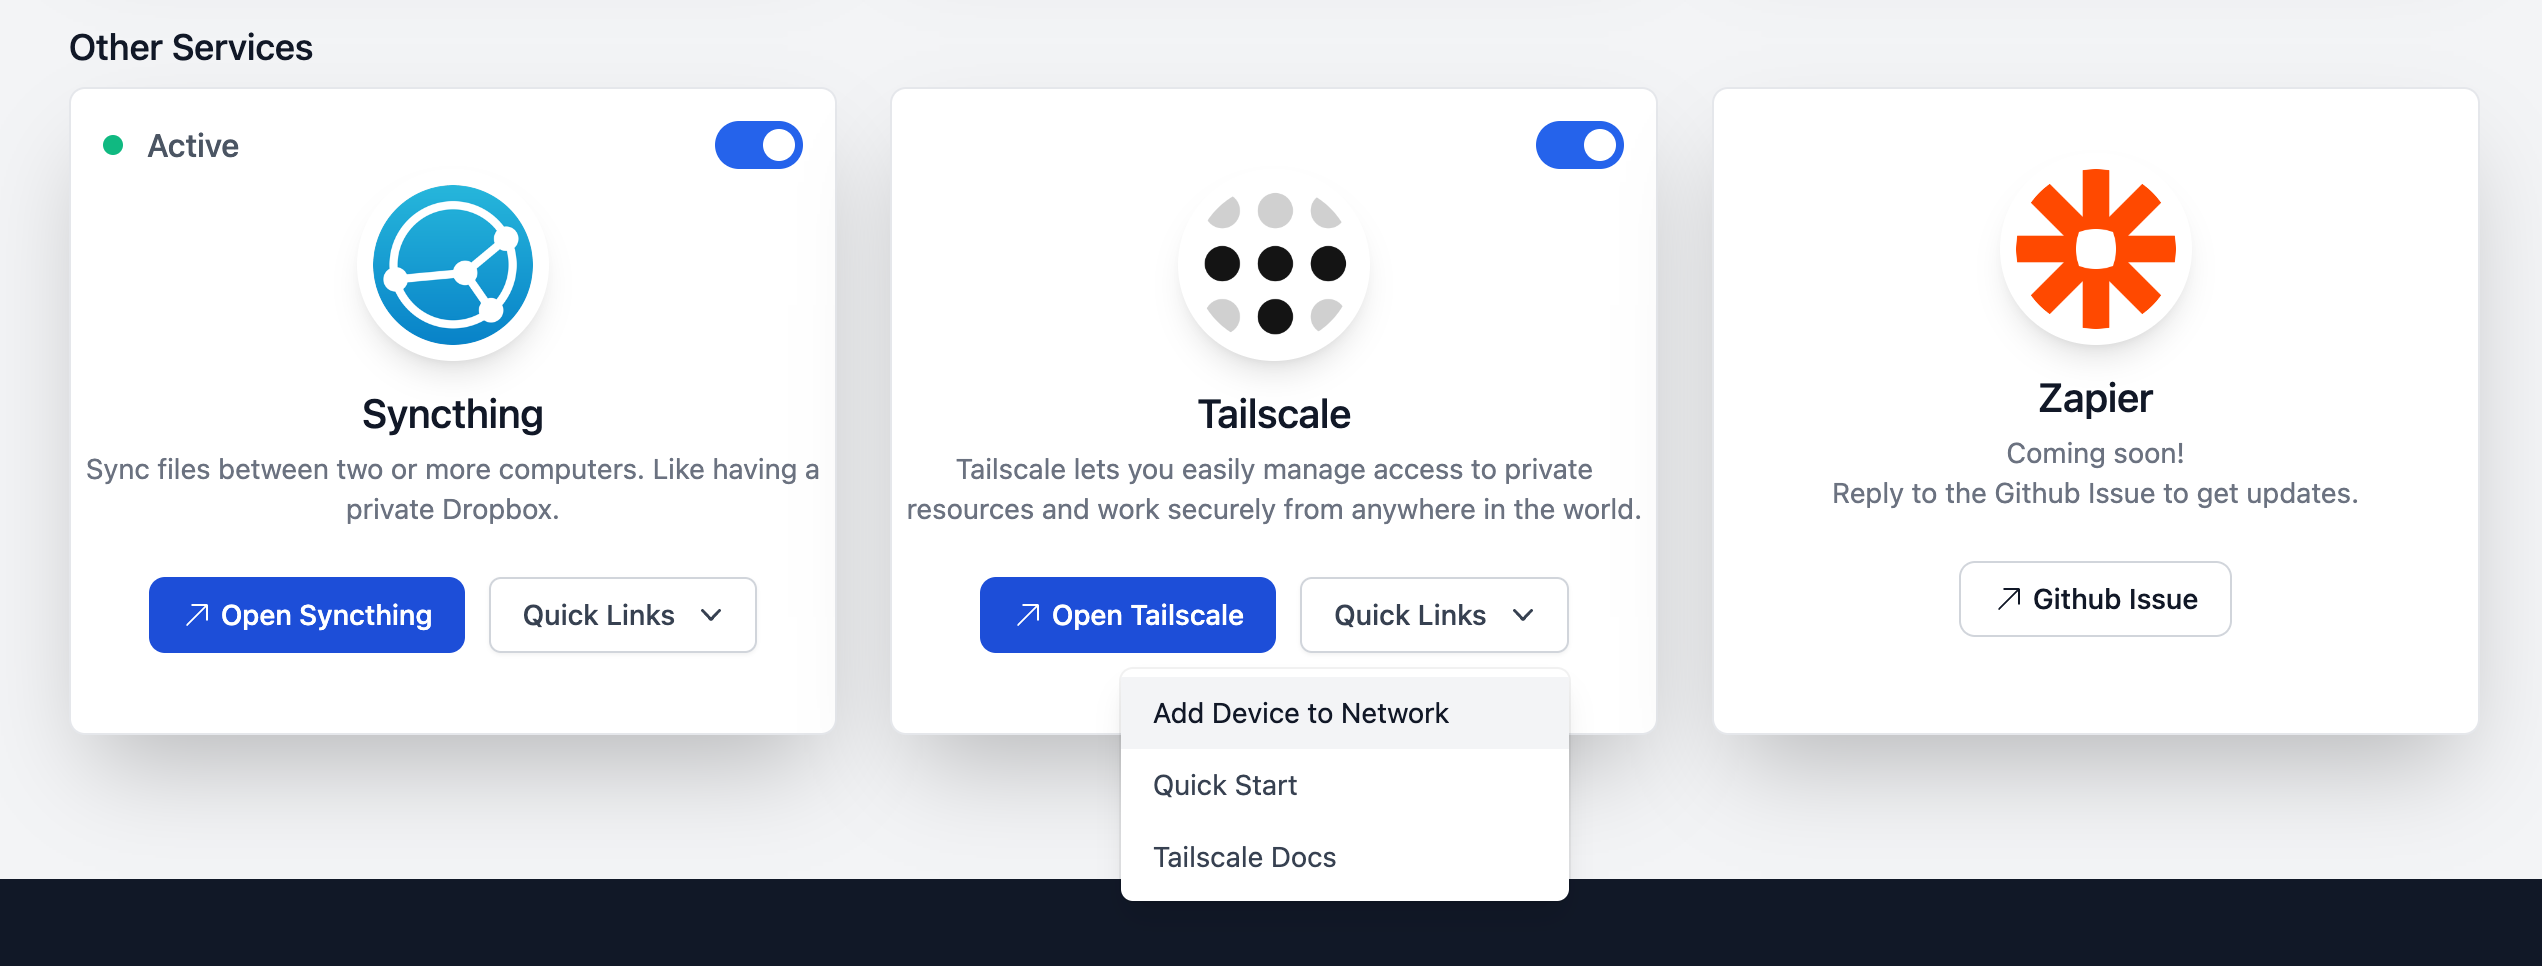 Other Services
Active
Syncthing
Sync files between two or more computers. Like having a
private Dropbox.
Open Syncthing
Quick Links
Tailscale
Tailscale lets you easily manage access to private
resources and work securely from anywhere in the world.
Open Tailscale
Quick Links
Add Device to Network
Quick Start
Tailscale Docs
Zapier
Coming soon!
Reply to the Github Issue to get updates.
Github Issue